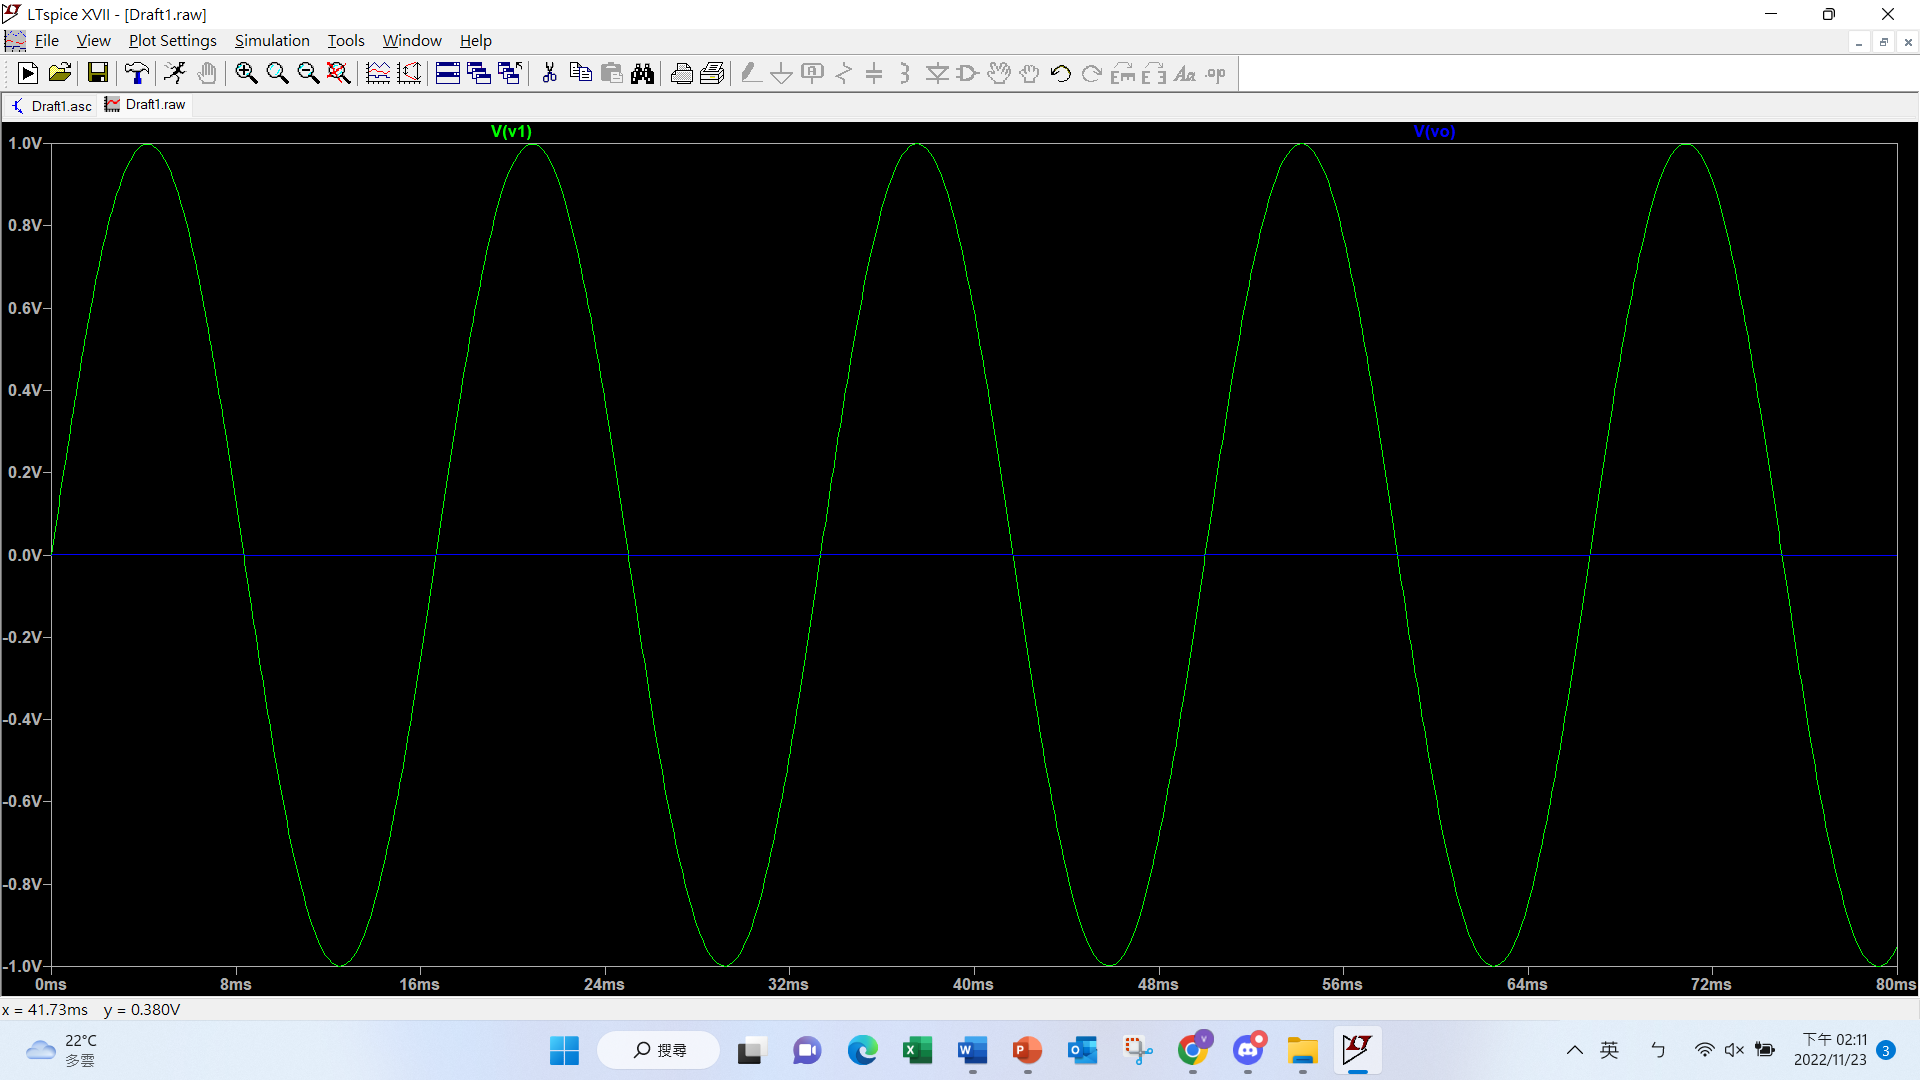 LTspice XVII - [Draft1.raw]
File View Plot Settings Simulation Tools Window Help
Draft1.asc Draft1.raw
V(v1) V(vo)
1.0V
0.8V
0.6V
0.4V
0.2V
0.0V
-0.2V
-0.4V
-0.6V
-0.8V
-1.0V
0ms 8ms 16ms 24ms 32ms 40ms 48ms 56ms 64ms 72ms 80ms
x = 41.73ms y = 0.380V
22°C
多雲
搜尋
英 ㄅ
下午 02:11
2022/11/23
3